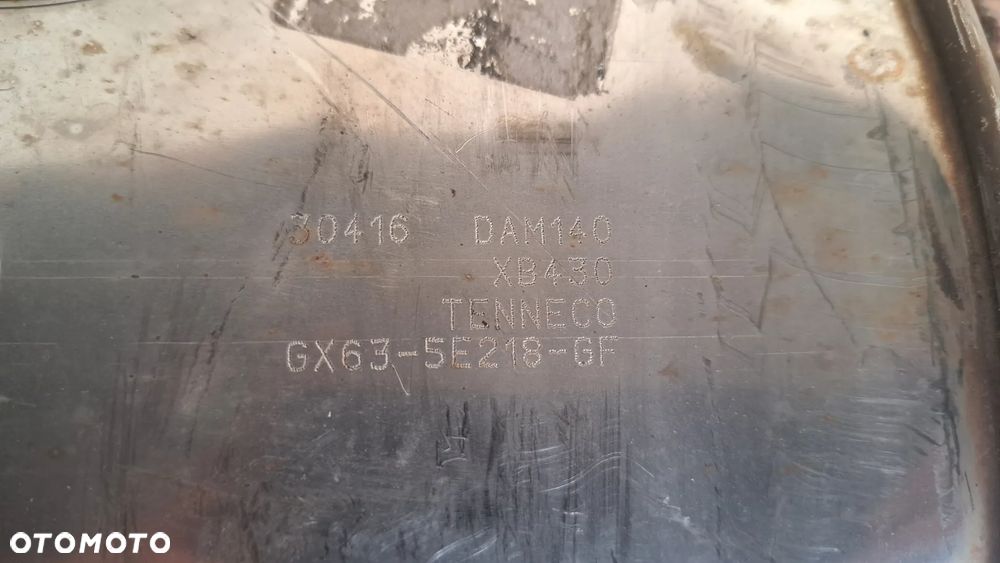 30416 DAM140
XB430
TENNECO
GX63-5E218-GF
OTOMOTO